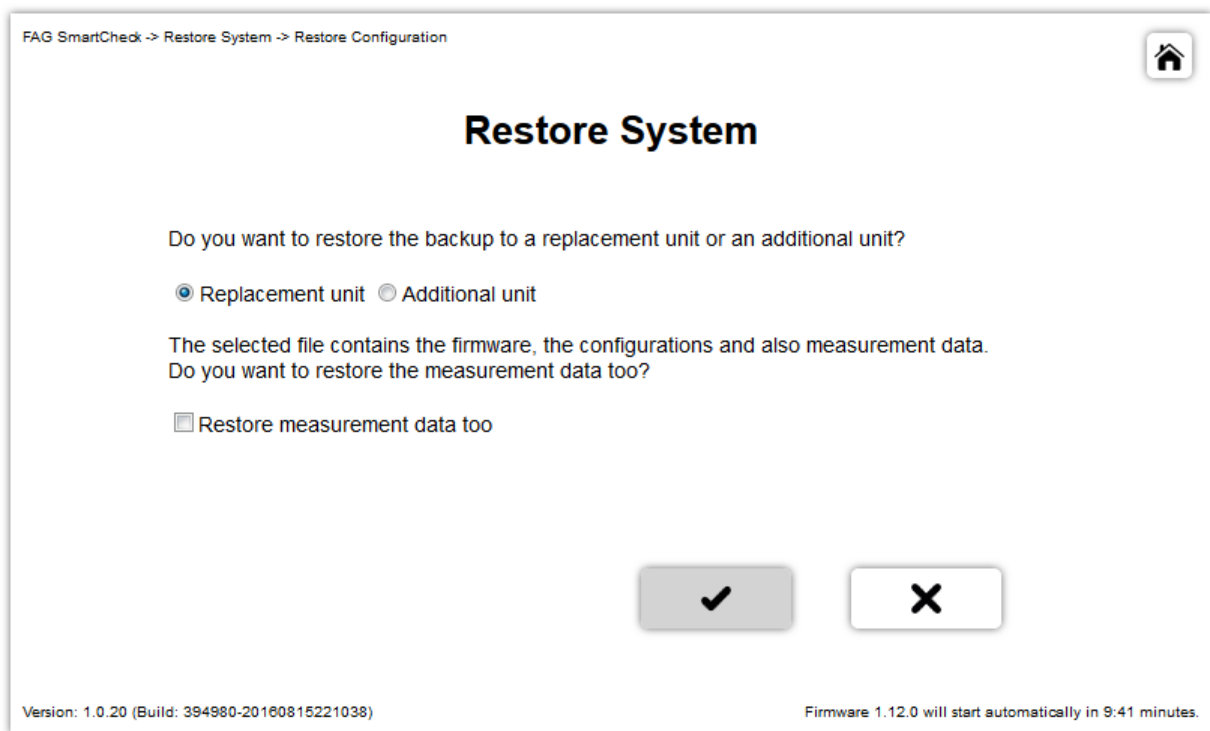 FAG SmartCheck -> Restore System -> Restore Configuration
Restore System
Do you want to restore the backup to a replacement unit or an additional unit?
Replacement unit Additional unit
The selected file contains the firmware, the configurations and also measurement data.
Do you want to restore the measurement data too?
Restore measurement data too
Version: 1.0.20 (Build: 394980-20160815221038) Firmware 1.12.0 will start automatically in 9:41 minutes.